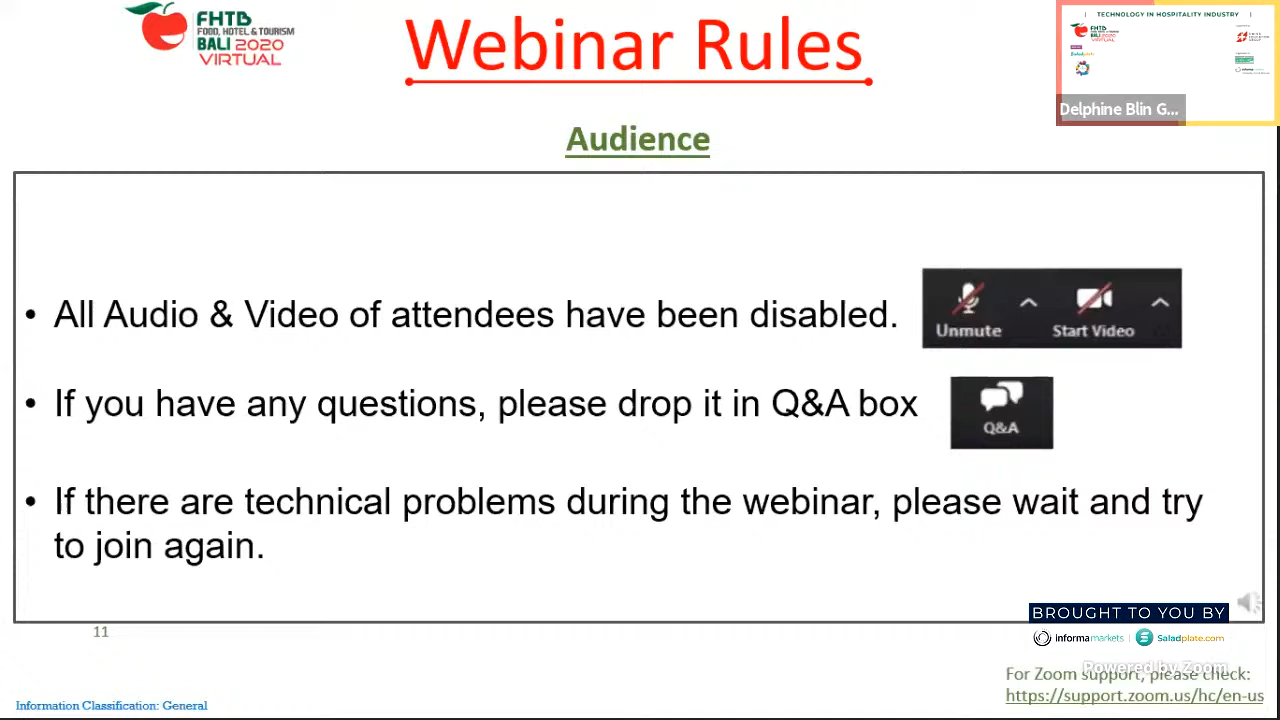 FHTB
FOOD, HOTEL & TOURISM
BALI 2020
VIRTUAL
Webinar Rules
| TECHNOLOGY IN HOSPITALITY INDUSTRY |
FHTB
BALI 2020
VIRTUAL
Delphine Blin G...
Audience
• All Audio & Video of attendees have been disabled.
Unmute
Start Video
• If you have any questions, please drop it in Q&A box
Q&A
• If there are technical problems during the webinar, please wait and try
to join again.
11
BROUGHT TO YOU BY
informa markets | Saladplate.com
Powered by Zoom
For Zoom support, please check:
https://support.zoom.us/hc/en-us
Information Classification: General